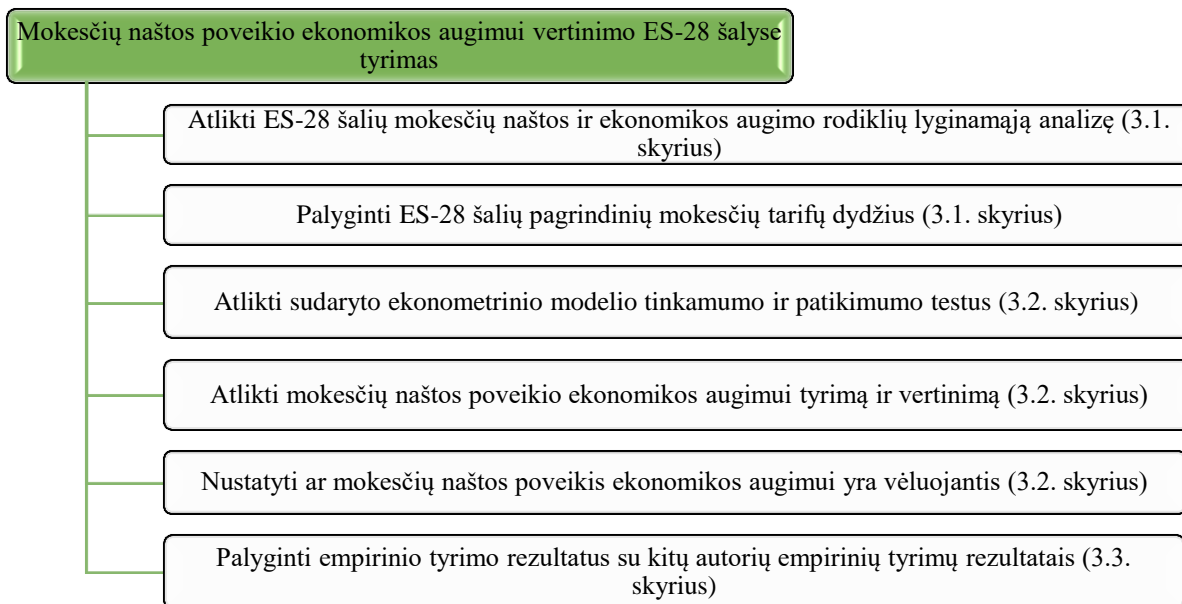 Mokesčių naštos poveikio ekonomikos augimui vertinimo ES-28 šalyse
tyrimas
Atlikti ES-28 šalių mokesčių naštos ir ekonomikos augimo rodiklių lyginamąją analizę (3.1.
skyrius)
Palyginti ES-28 šalių pagrindinių mokesčių tarifų dydžius (3.1. skyrius)
Atlikti sudaryto ekonometrinio modelio tinkamumo ir patikimumo testus (3.2. skyrius)
Atlikti mokesčių naštos poveikio ekonomikos augimui tyrimą ir vertinimą (3.2. skyrius)
Nustatyti ar mokesčių naštos poveikis ekonomikos augimui yra vėluojantis (3.2. skyrius)
Palyginti empirinio tyrimo rezultatus su kitų autorių empirinių tyrimų rezultatais (3.3.
skyrius)